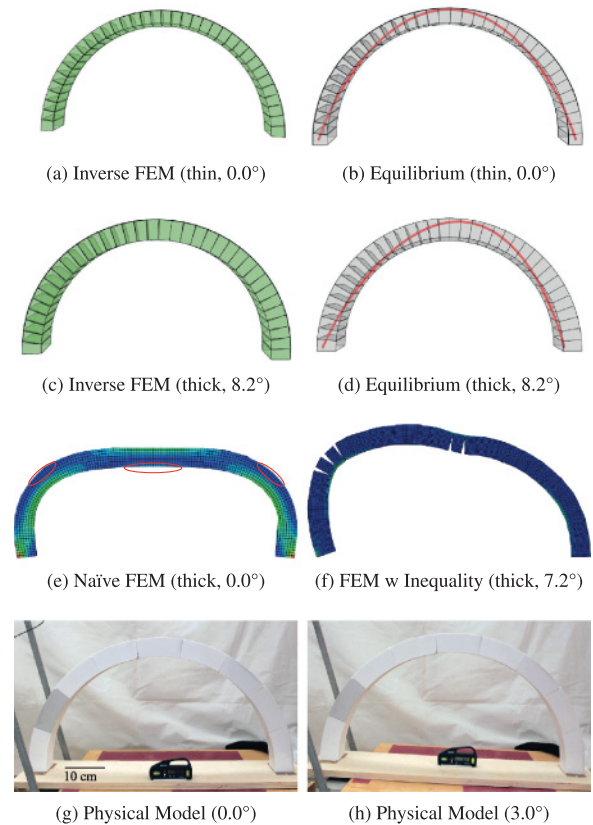 (a) Inverse FEM (thin, 0.0°)
(b) Equilibrium (thin, 0.0°)
(c) Inverse FEM (thick, 8.2°)
(d) Equilibrium (thick, 8.2°)
(e) Naïve FEM (thick, 0.0°)
(f) FEM w Inequality (thick, 7.2°)
10 cm
(g) Physical Model (0.0°)
(h) Physical Model (3.0°)